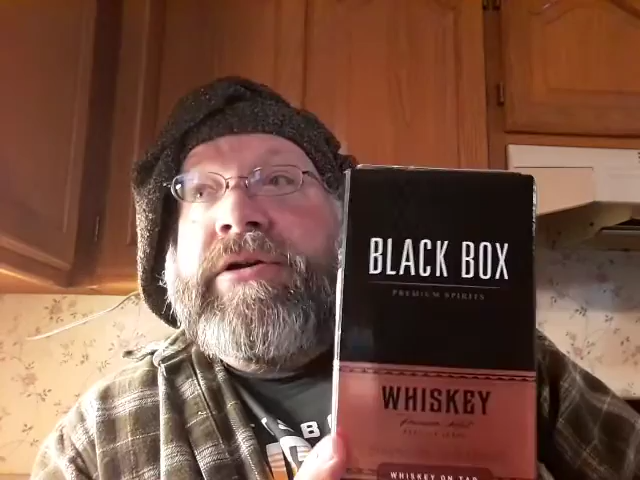 BLACK BOX
PREMIUM SPIRITS
WHISKEY
WHISKEY ON TAP
B